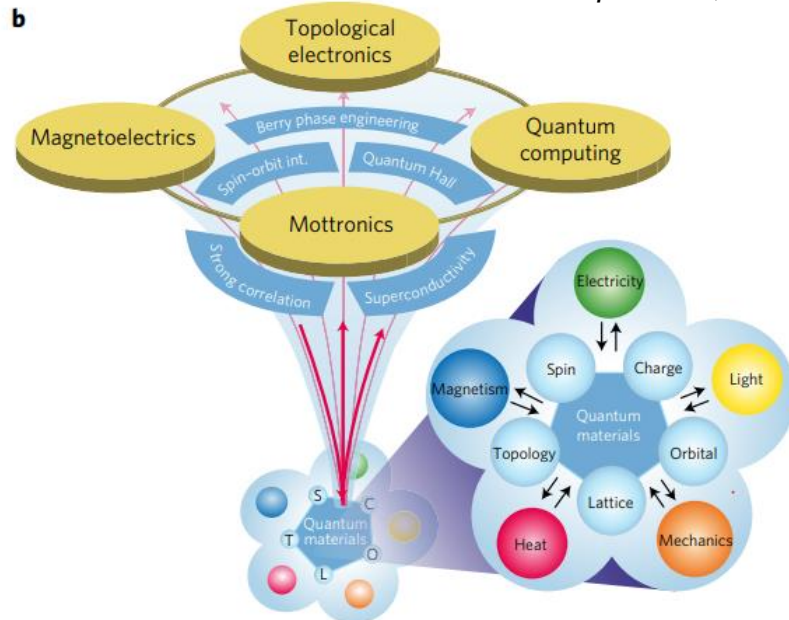 b
Topological
electronics
Magnetoelectrics
Berry phase engineering
Quantum
computing
Spin–orbit int.
Quantum Hall
Mottronics
Strong correlation
Superconductivity
Electricity
Spin
Charge
Magnetism
Light
Quantum
materials
Topology
Orbital
Lattice
Heat
Mechanics
S
C
Quantum
materials
T
O
L